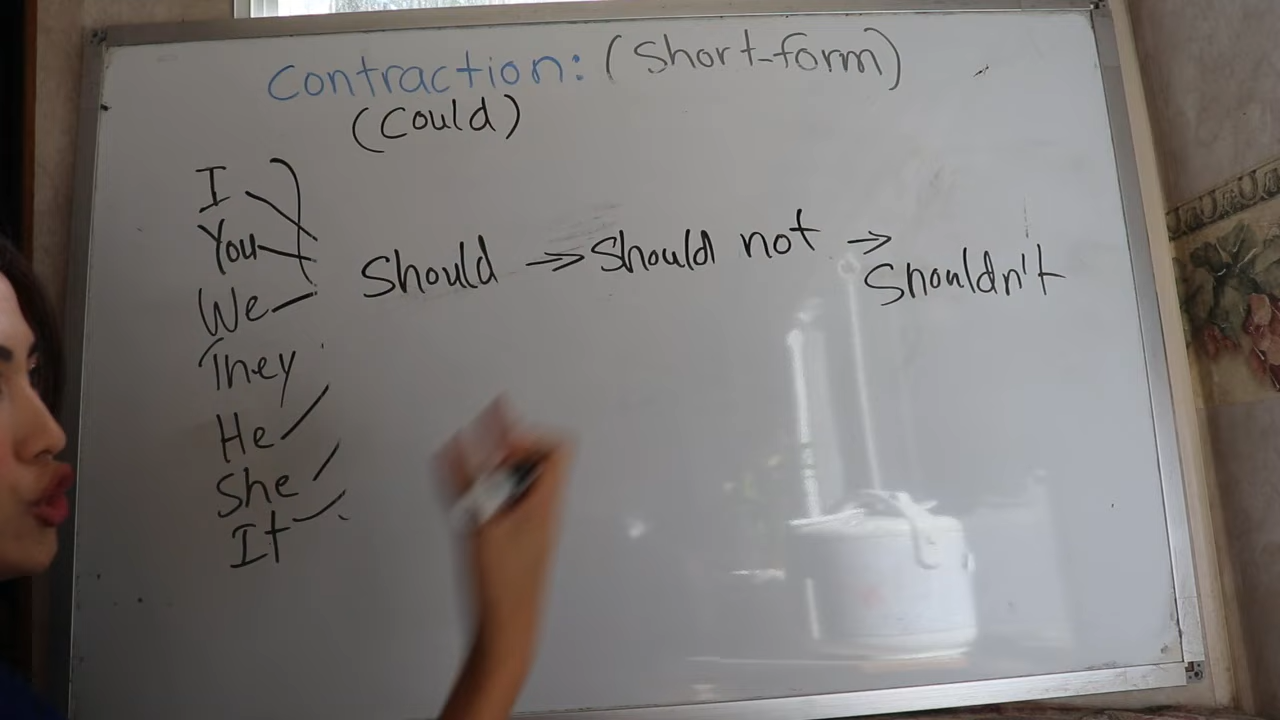 Contraction: (Short-form)
(Could)
I
You
We
They
He
She
It
Should → Should not → Shouldn't